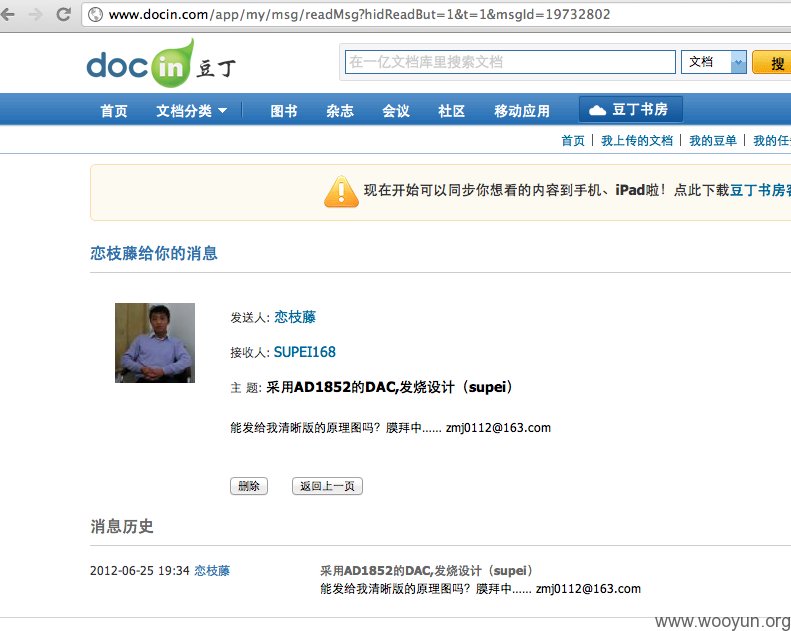 www.docin.com/app/my/msg/readMsg?hidReadBut=1&t=1&msgId=19732802
docin 豆丁
在一亿文档库里搜索文档 文档 搜
首页 文档分类 图书 杂志 会议 社区 移动应用 豆丁书房
首页 | 我上传的文档 | 我的豆单 | 我的任
现在开始可以同步你想看的内容到手机、iPad啦！点此下载豆丁书房客
恋枝藤给你的消息
发送人: 恋枝藤
接收人: SUPEI168
主 题: 采用AD1852的DAC,发烧设计（supei）
能发给我清晰版的原理图吗？膜拜中...... zmj0112@163.com
删除 返回上一页
消息历史
2012-06-25 19:34 恋枝藤 采用AD1852的DAC,发烧设计（supei）
能发给我清晰版的原理图吗？膜拜中...... zmj0112@163.com
www.wooyun.org